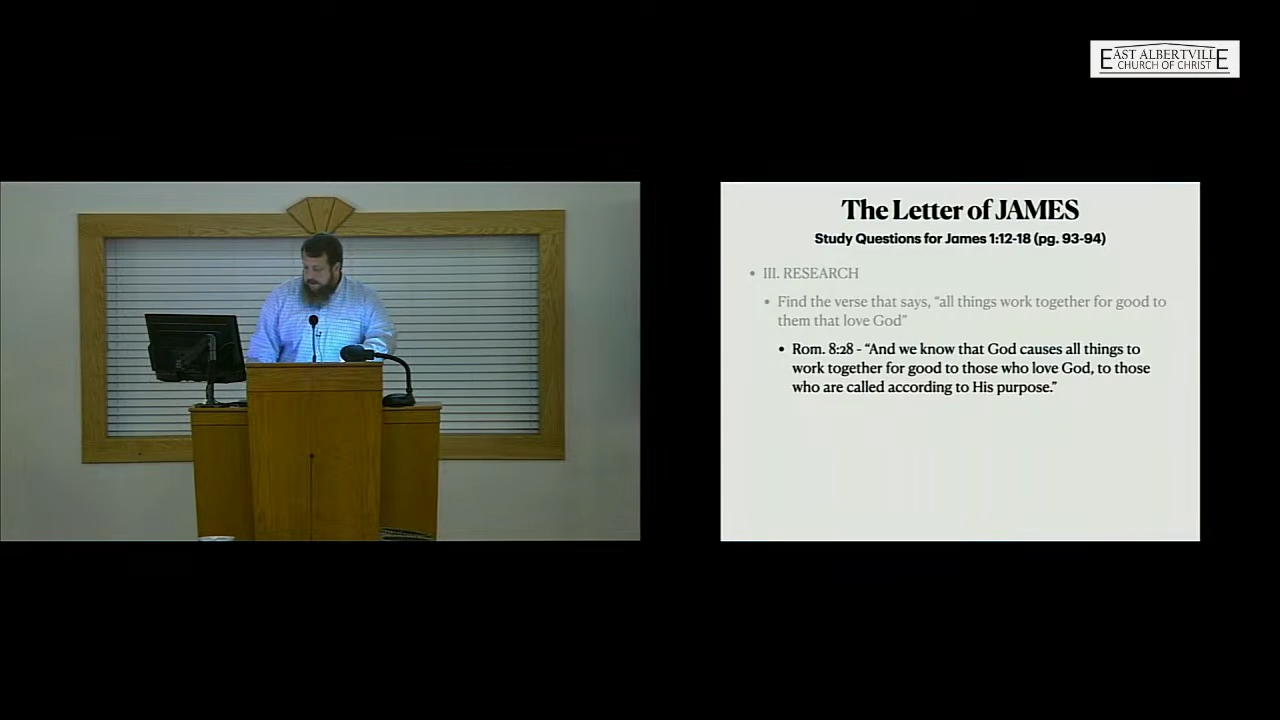 EAST ALBERTVILLE
CHURCH OF CHRIST
The Letter of JAMES
Study Questions for James 1:12-18 (pg. 93-94)
• III. RESEARCH
• Find the verse that says, “all things work together for good to
them that love God”
• Rom. 8:28 - “And we know that God causes all things to
work together for good to those who love God, to those
who are called according to His purpose.”